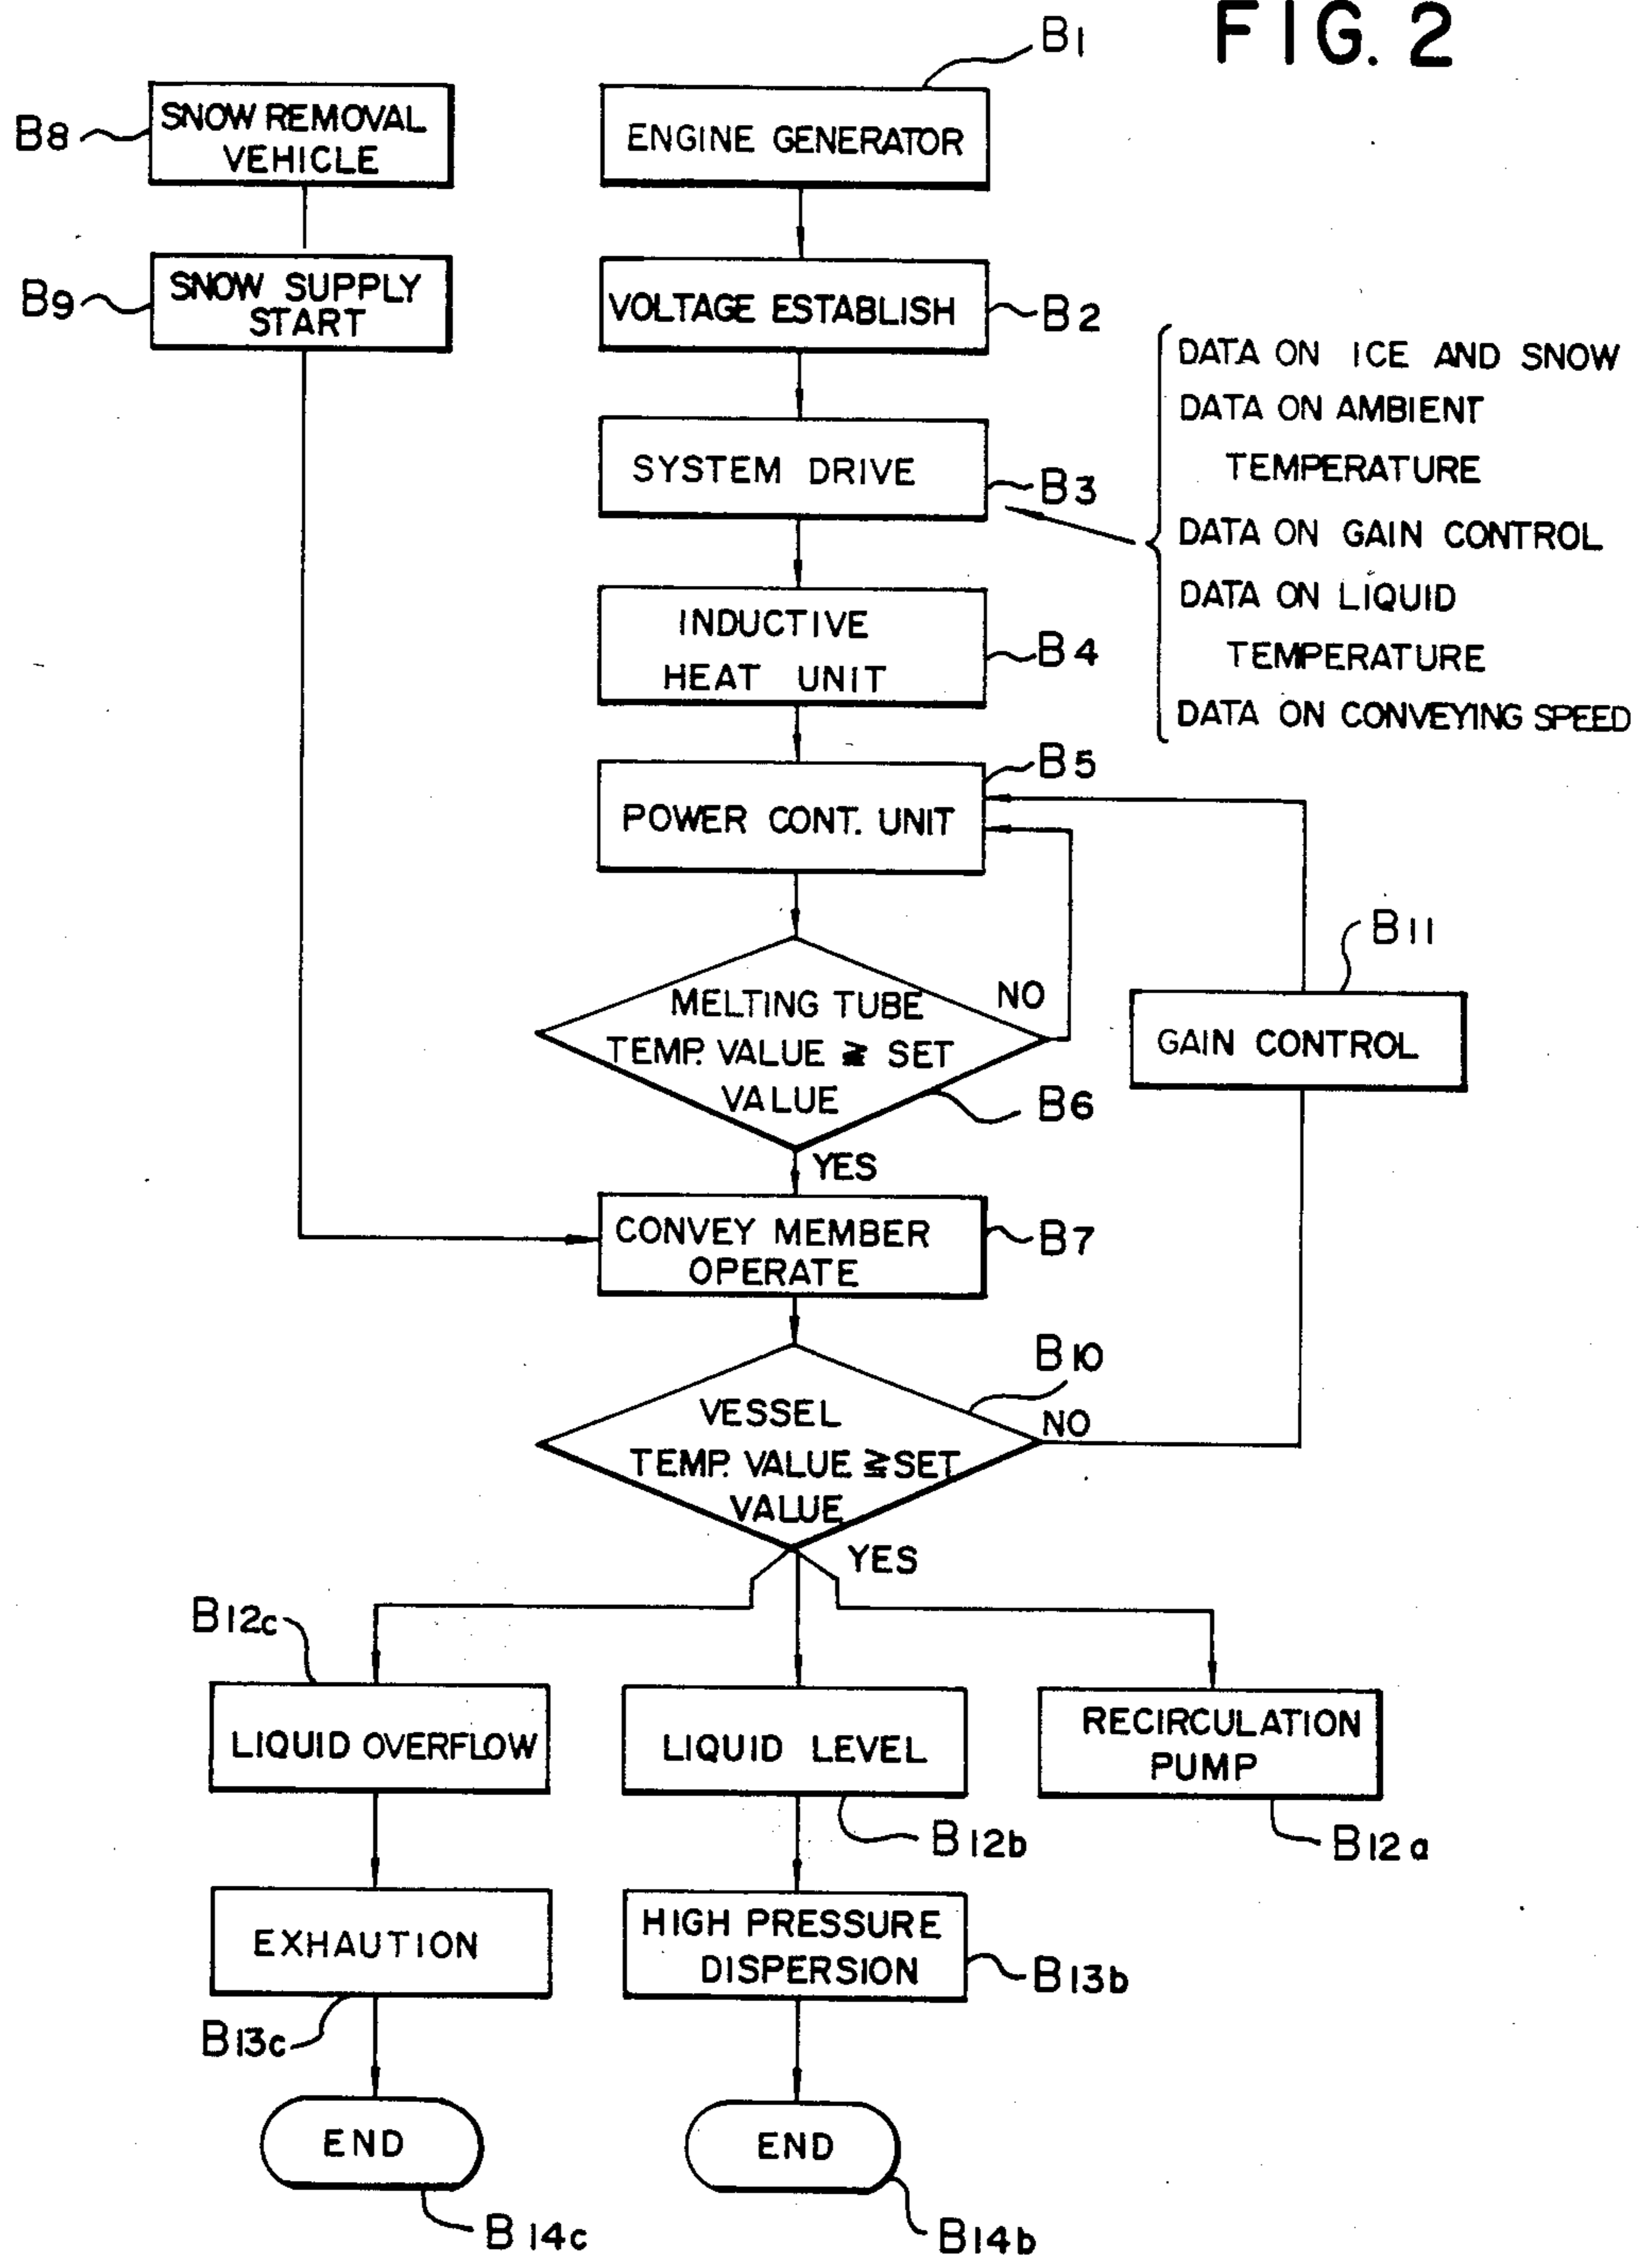 FIG. 2
B1
B8
SNOW REMOVAL
VEHICLE
ENGINE GENERATOR
B9
SNOW SUPPLY
START
VOLTAGE ESTABLISH
B2
DATA ON ICE AND SNOW
DATA ON AMBIENT
TEMPERATURE
DATA ON GAIN CONTROL
DATA ON LIQUID
TEMPERATURE
DATA ON CONVEYING SPEED
SYSTEM DRIVE
B3
INDUCTIVE
HEAT UNIT
B4
B5
POWER CONT. UNIT
B11
GAIN CONTROL
MELTING TUBE
TEMP. VALUE ≧ SET
VALUE
NO
B6
YES
CONVEY MEMBER
OPERATE
B7
B10
VESSEL
TEMP. VALUE ≧ SET
VALUE
NO
YES
B12c
LIQUID OVERFLOW
LIQUID LEVEL
RECIRCULATION
PUMP
B12b
B12a
EXHAUTION
HIGH PRESSURE
DISPERSION
B13b
B13c
END
END
B14c
B14b